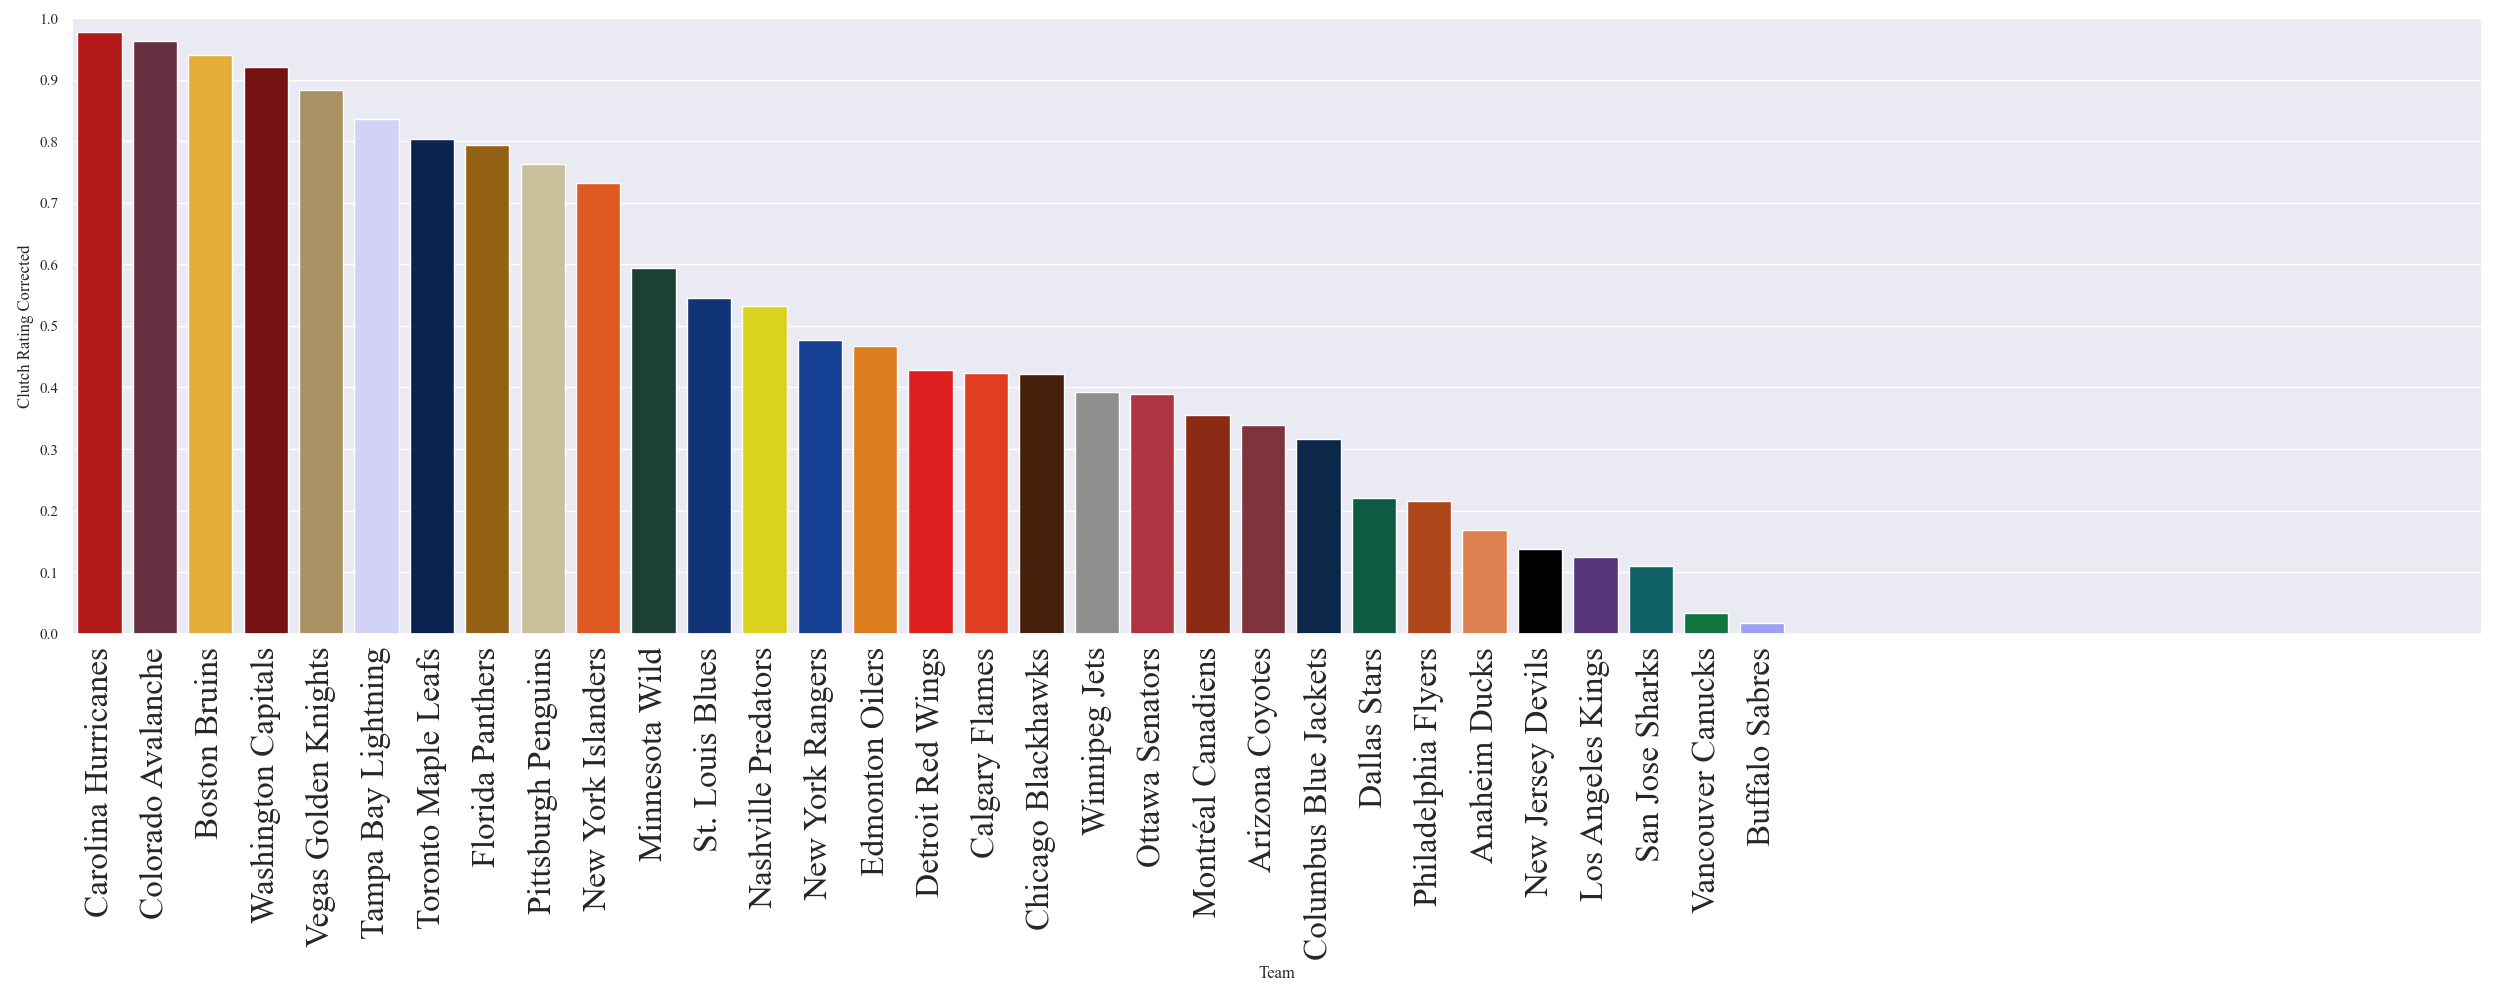 1.0
0.9
0.8
0.7
0.6
0.5
0.4
0.3
0.2
0.1
0.0
Clutch Rating Corrected
Carolina Hurricanes
Colorado Avalanche
Boston Bruins
Washington Capitals
Vegas Golden Knights
Tampa Bay Lightning
Toronto Maple Leafs
Florida Panthers
Pittsburgh Penguins
New York Islanders
Minnesota Wild
St. Louis Blues
Nashville Predators
New York Rangers
Edmonton Oilers
Detroit Red Wings
Calgary Flames
Chicago Blackhawks
Winnipeg Jets
Ottawa Senators
Montréal Canadiens
Arizona Coyotes
Columbus Blue Jackets
Dallas Stars
Philadelphia Flyers
Anaheim Ducks
New Jersey Devils
Los Angeles Kings
San Jose Sharks
Vancouver Canucks
Buffalo Sabres
Team